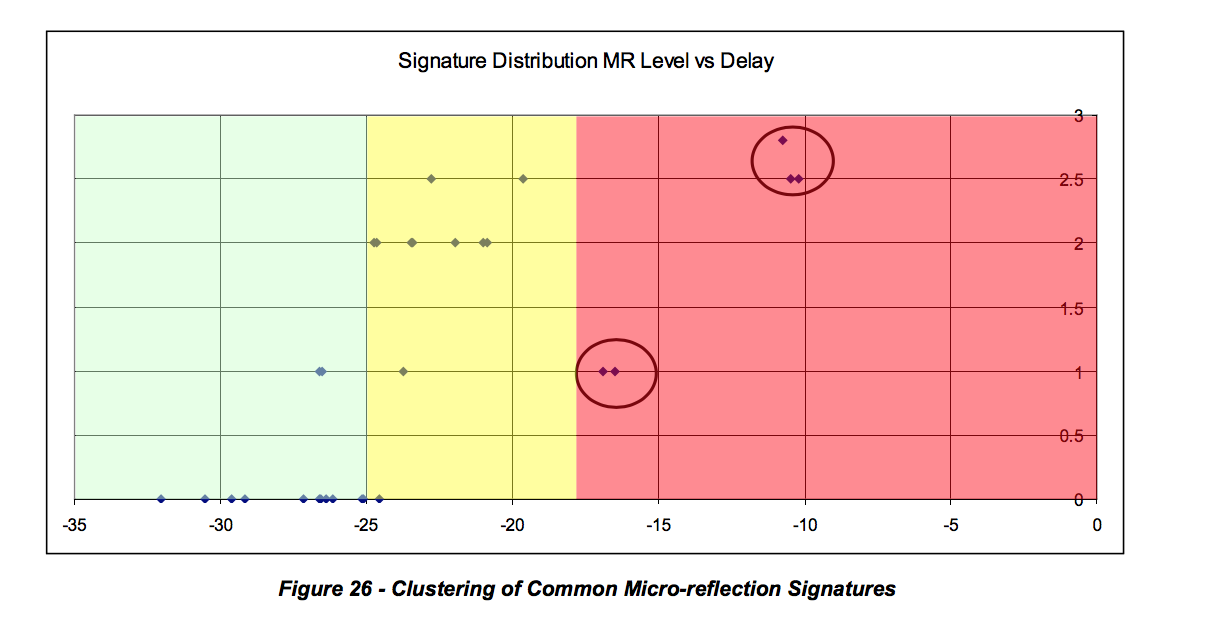 Signature Distribution MR Level vs Delay
3
2.5
2
1.5
1
0.5
0
-35 -30 -25 -20 -15 -10 -5 0
Figure 26 - Clustering of Common Micro-reflection Signatures